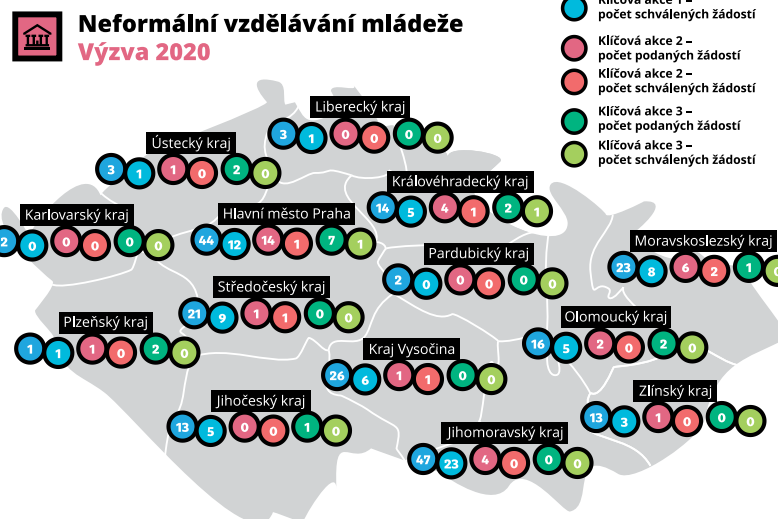 Neformální vzdělávání mládeže
Výzva 2020
Klíčová akce 1 –
počet schválených žádostí
Klíčová akce 2 –
počet podaných žádostí
Klíčová akce 2 –
počet schválených žádostí
Klíčová akce 3 –
počet podaných žádostí
Klíčová akce 3 –
počet schválených žádostí
Liberecký kraj
3 1 0 0 0 0
Ústecký kraj
3 1 1 0 2 0
Královéhradecký kraj
14 5 4 1 2 1
Karlovarský kraj
2 0 0 0 0 0
Hlavní město Praha
44 12 14 1 7 1
Moravskoslezský kraj
23 8 6 2 1 0
Pardubický kraj
2 0 0 0 0 0
Středočeský kraj
21 9 1 1 0 0
Plzeňský kraj
1 1 1 0 2 0
Olomoucký kraj
16 5 2 0 2 0
Kraj Vysočina
26 6 1 1 0 0
Zlínský kraj
13 3 1 0 0 0
Jihočeský kraj
13 5 0 0 1 0
Jihomoravský kraj
47 23 4 0 0 0